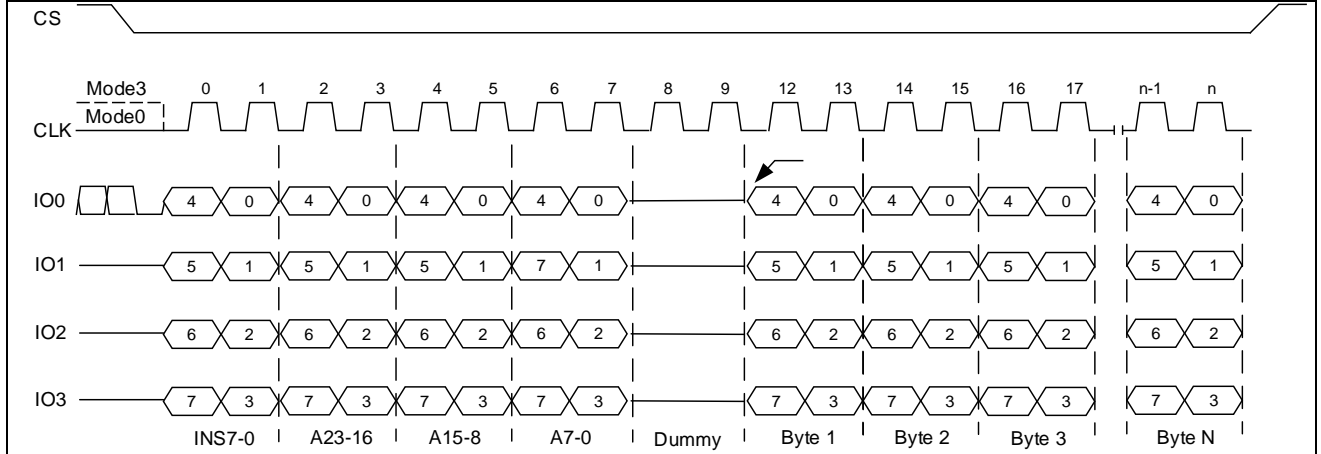 CS
Mode3 0 1 2 3 4 5 6 7 8 9 12 13 14 15 16 17 n-1 n
Mode0
CLK
IO0 4 0 4 0 4 0 4 0 4 0 4 0 4 0 4 0
IO1 5 1 5 1 5 1 7 1 5 1 5 1 5 1 5 1
IO2 6 2 6 2 6 2 6 2 6 2 6 2 6 2 6 2
IO3 7 3 7 3 7 3 7 3 7 3 7 3 7 3 7 3
INS7-0 A23-16 A15-8 A7-0 Dummy Byte 1 Byte 2 Byte 3 Byte N